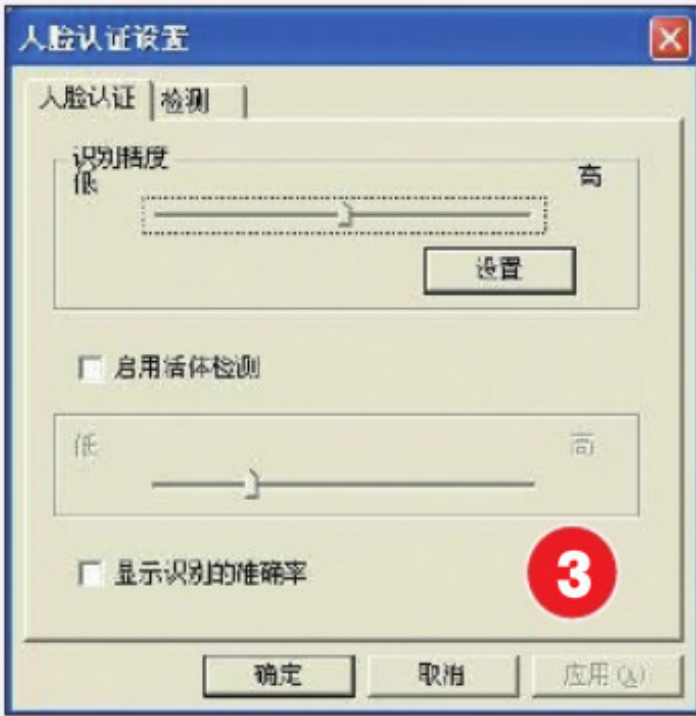 人脸认证设置
人脸认证 检测
识别精度
低 高
设置
启用活体检测
低 高
显示识别的准确率
3
确定 取消 应用(A)